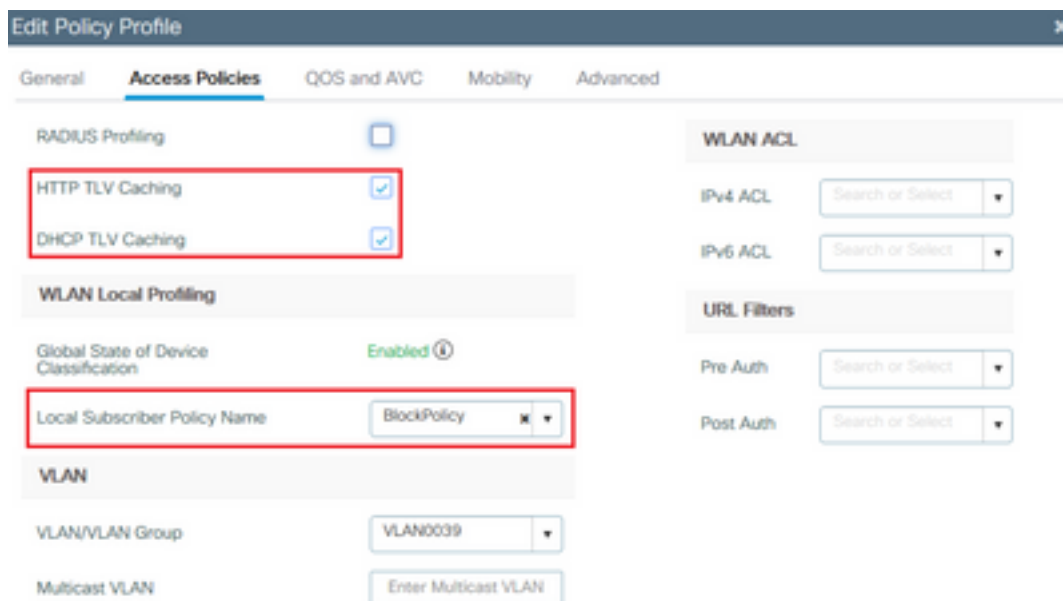 Edit Policy Profile
General
Access Policies
QOS and AVC
Mobility
Advanced
RADIUS Profiling
HTTP TLV Caching
DHCP TLV Caching
WLAN Local Profiling
Global State of Device
Classification
Enabled
Local Subscriber Policy Name
BlockPolicy
VLAN
VLAN/VLAN Group
VLAN0039
Multicast VLAN
Enter Multicast VLAN
WLAN ACL
IPv4 ACL
Search or Select
IPv6 ACL
Search or Select
URL Filters
Pre Auth
Search or Select
Post Auth
Search or Select